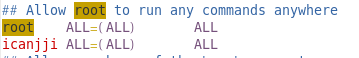 ## Allow root to run any commands anywhere
root    ALL=(ALL)       ALL
icanjji ALL=(ALL)       ALL